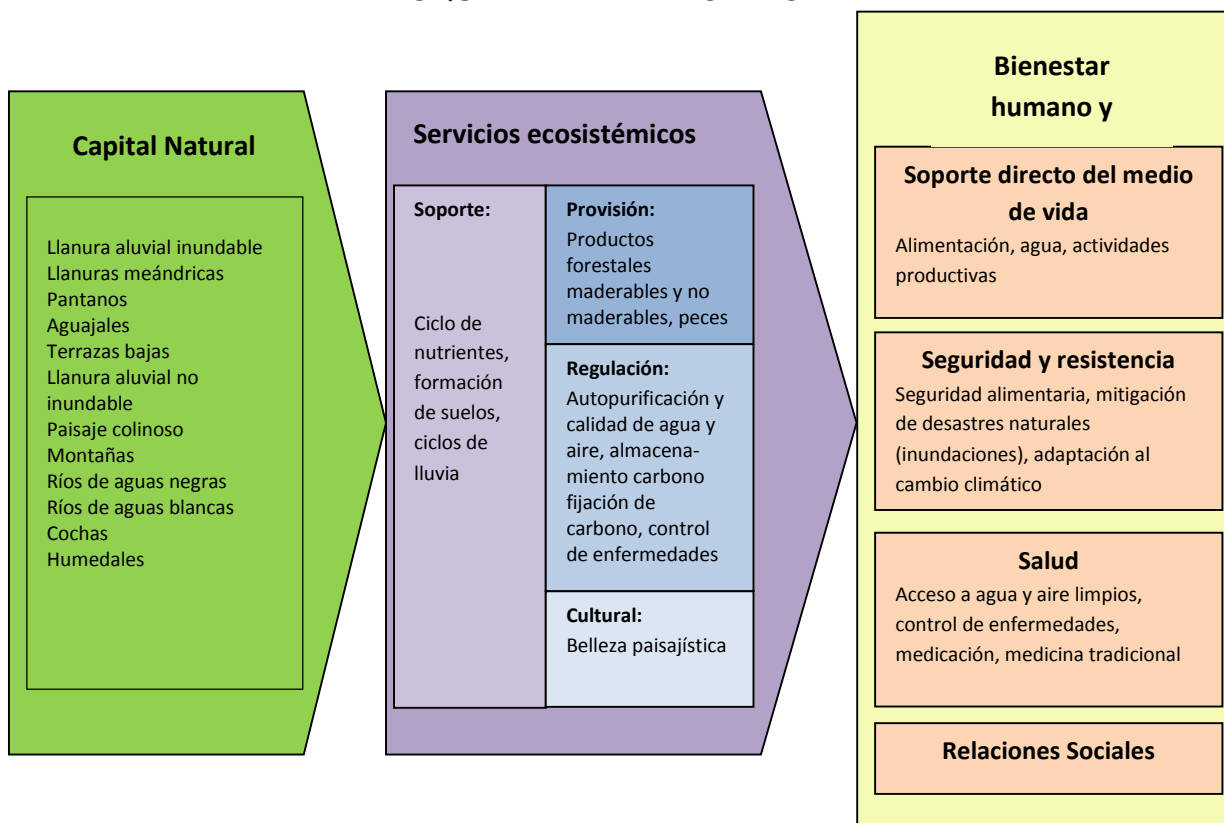 Capital Natural
Llanura aluvial inundable
Llanuras meándricas
Pantanos
Aguajales
Terrazas bajas
Llanura aluvial no
inundable
Paisaje colinoso
Montañas
Ríos de aguas negras
Ríos de aguas blancas
Cochas
Humedales
Servicios ecosistémicos
Soporte:
Ciclo de
nutrientes,
formación
de suelos,
ciclos de
lluvia
Provisión:
Productos
forestales
maderables y no
maderables, peces
Regulación:
Autopurificación y
calidad de agua y
aire, almacena-
miento carbono
fijación de
carbono, control
de enfermedades
Cultural:
Belleza paisajística
Bienestar
humano y
Soporte directo del medio
de vida
Alimentación, agua, actividades
productivas
Seguridad y resistencia
Seguridad alimentaria, mitigación
de desastres naturales
(inundaciones), adaptación al
cambio climático
Salud
Acceso a agua y aire limpios,
control de enfermedades,
medicación, medicina tradicional
Relaciones Sociales